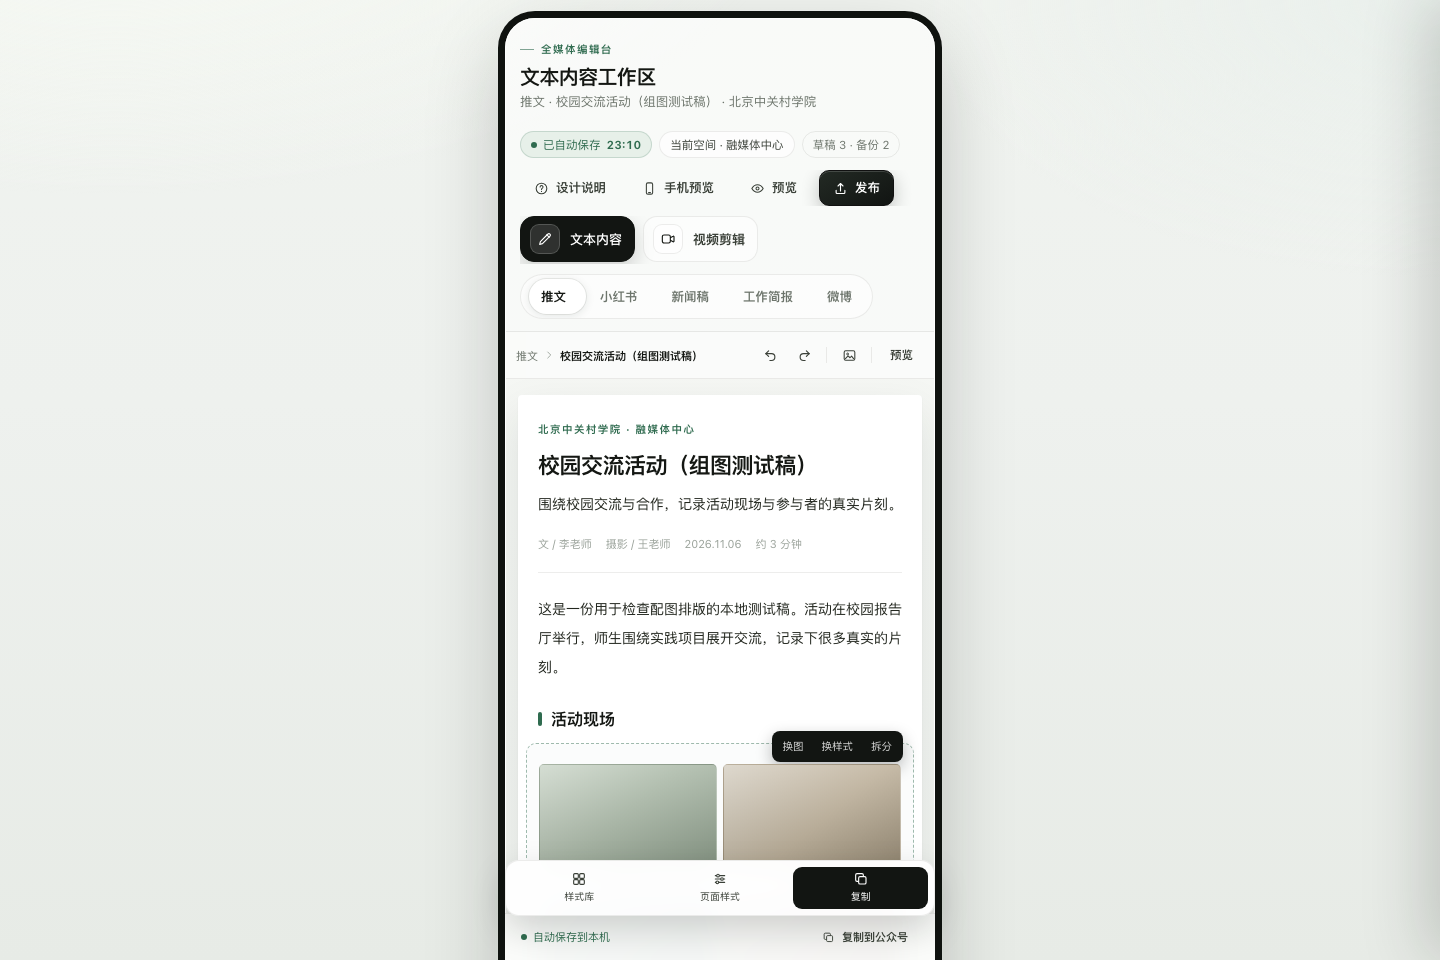 全媒体编辑台
文本内容工作区
推文 · 校园交流活动（组图测试稿） · 北京中关村学院
已自动保存 23:10
当前空间 · 融媒体中心
草稿 3 · 备份 2
设计说明
手机预览
预览
发布
文本内容
视频剪辑
推文
小红书
新闻稿
工作简报
微博
推文 > 校园交流活动（组图测试稿）
预览
北京中关村学院 · 融媒体中心
校园交流活动（组图测试稿）
围绕校园交流与合作，记录活动现场与参与者的真实片刻。
文 / 李老师 摄影 / 王老师 2026.11.06 约 3 分钟
这是一份用于检查配图排版的本地测试稿。活动在校园报告
厅举行，师生围绕实践项目展开交流，记录下很多真实的片
刻。
活动现场
换图 换样式 拆分
样式库
页面样式
复制
自动保存到本机
复制到公众号